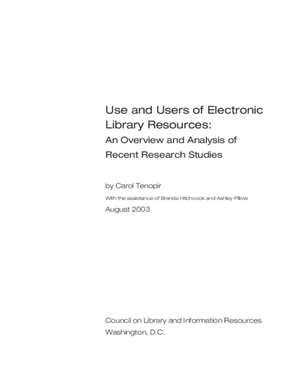 Use and Users of Electronic
Library Resources:
An Overview and Analysis of
Recent Research Studies
by Carol Tenopir
With the assistance of Brenda Hitchcock and Ashley Pillow
August 2003
Council on Library and Information Resources
Washington, D.C.